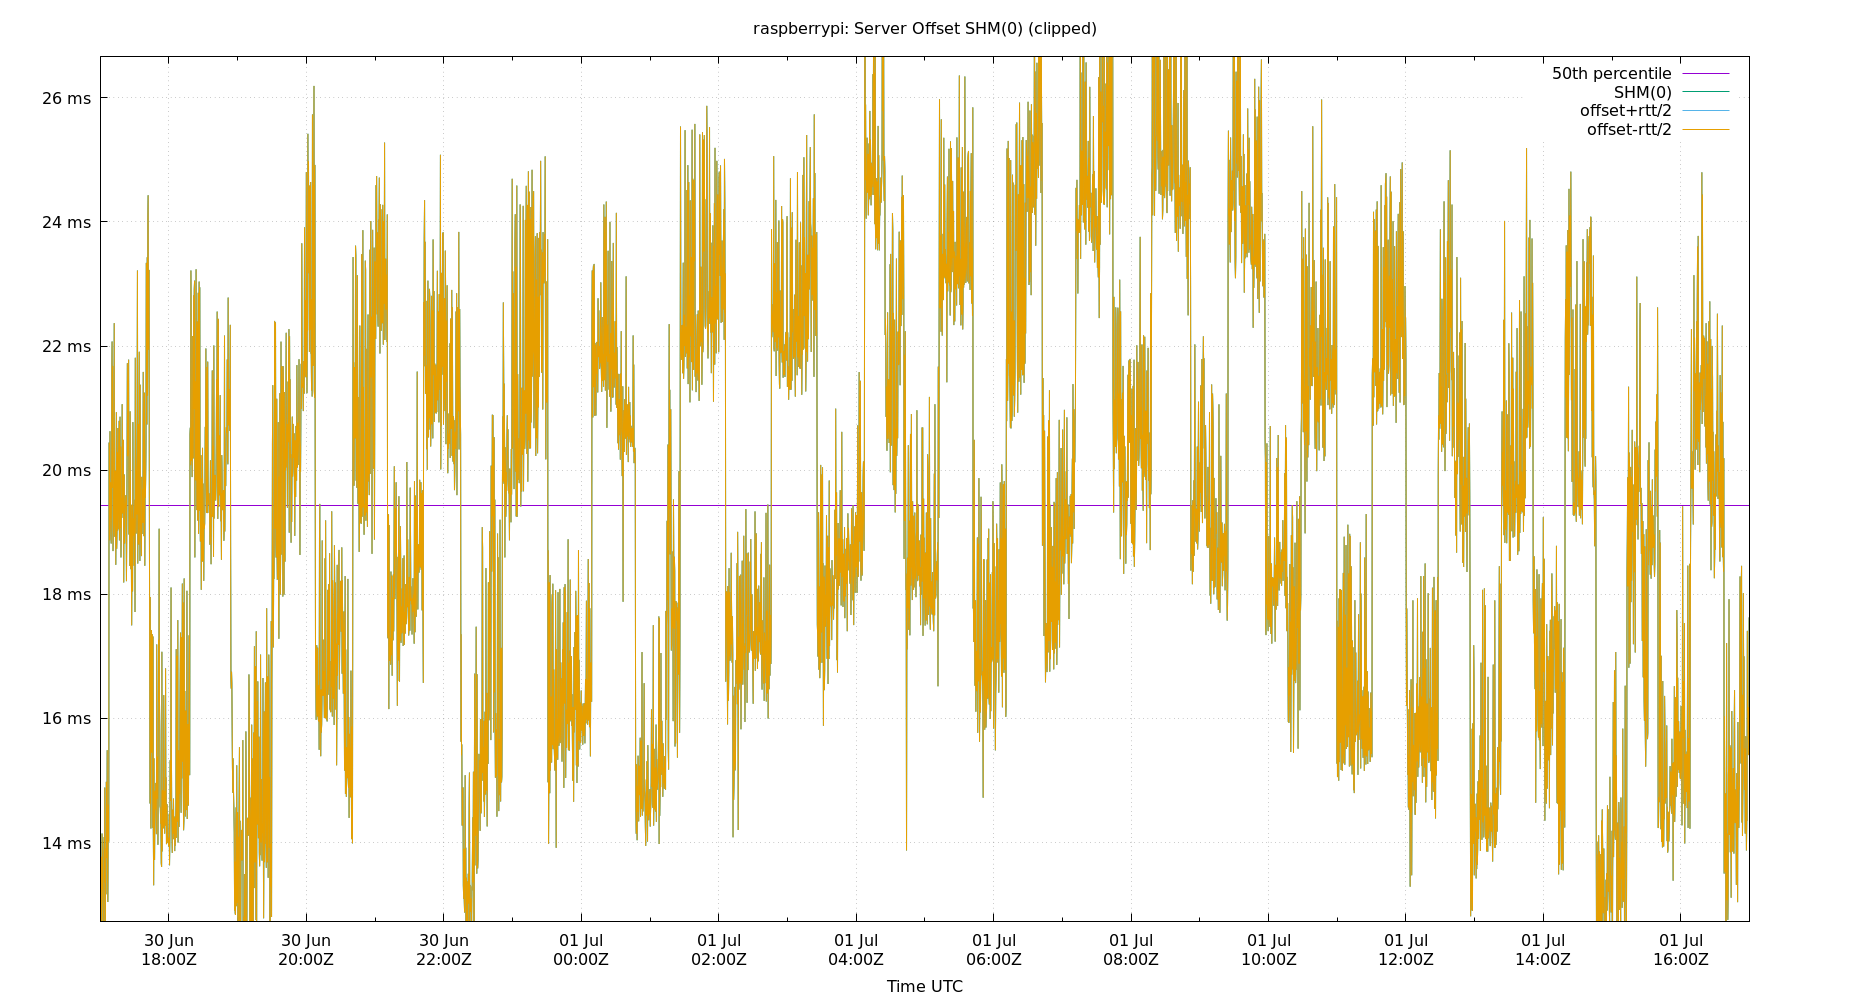 raspberrypi: Server Offset SHM(0) (clipped)
50th percentile
SHM(0)
offset+rtt/2
offset-rtt/2
26 ms
24 ms
22 ms
20 ms
18 ms
16 ms
14 ms
30 Jun 30 Jun 30 Jun 01 Jul 01 Jul 01 Jul 01 Jul 01 Jul 01 Jul 01 Jul 01 Jul 01 Jul
18:00Z 20:00Z 22:00Z 00:00Z 02:00Z 04:00Z 06:00Z 08:00Z 10:00Z 12:00Z 14:00Z 16:00Z
Time UTC